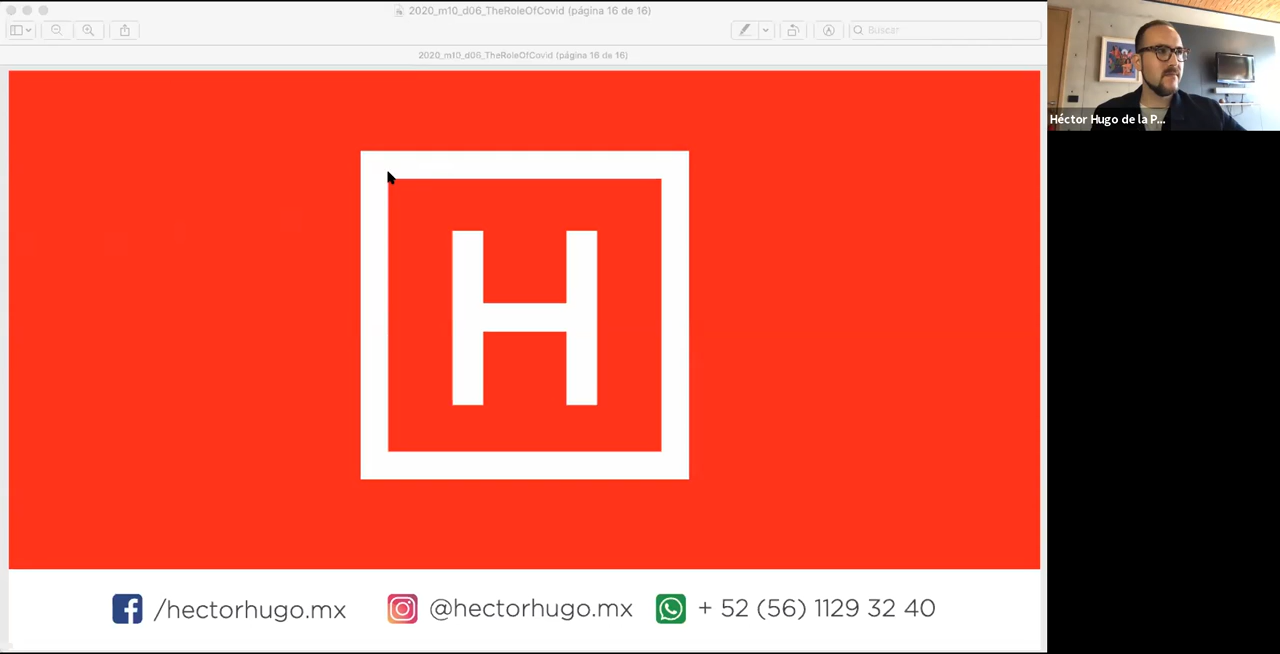 2020_m10_d06_TheRoleOfCovid (página 16 de 16)
Buscar
2020_m10_d06_TheRoleOfCovid (página 16 de 16)
Héctor Hugo de la P...
H
/hectorhugo.mx
@hectorhugo.mx
+ 52 (56) 1129 32 40